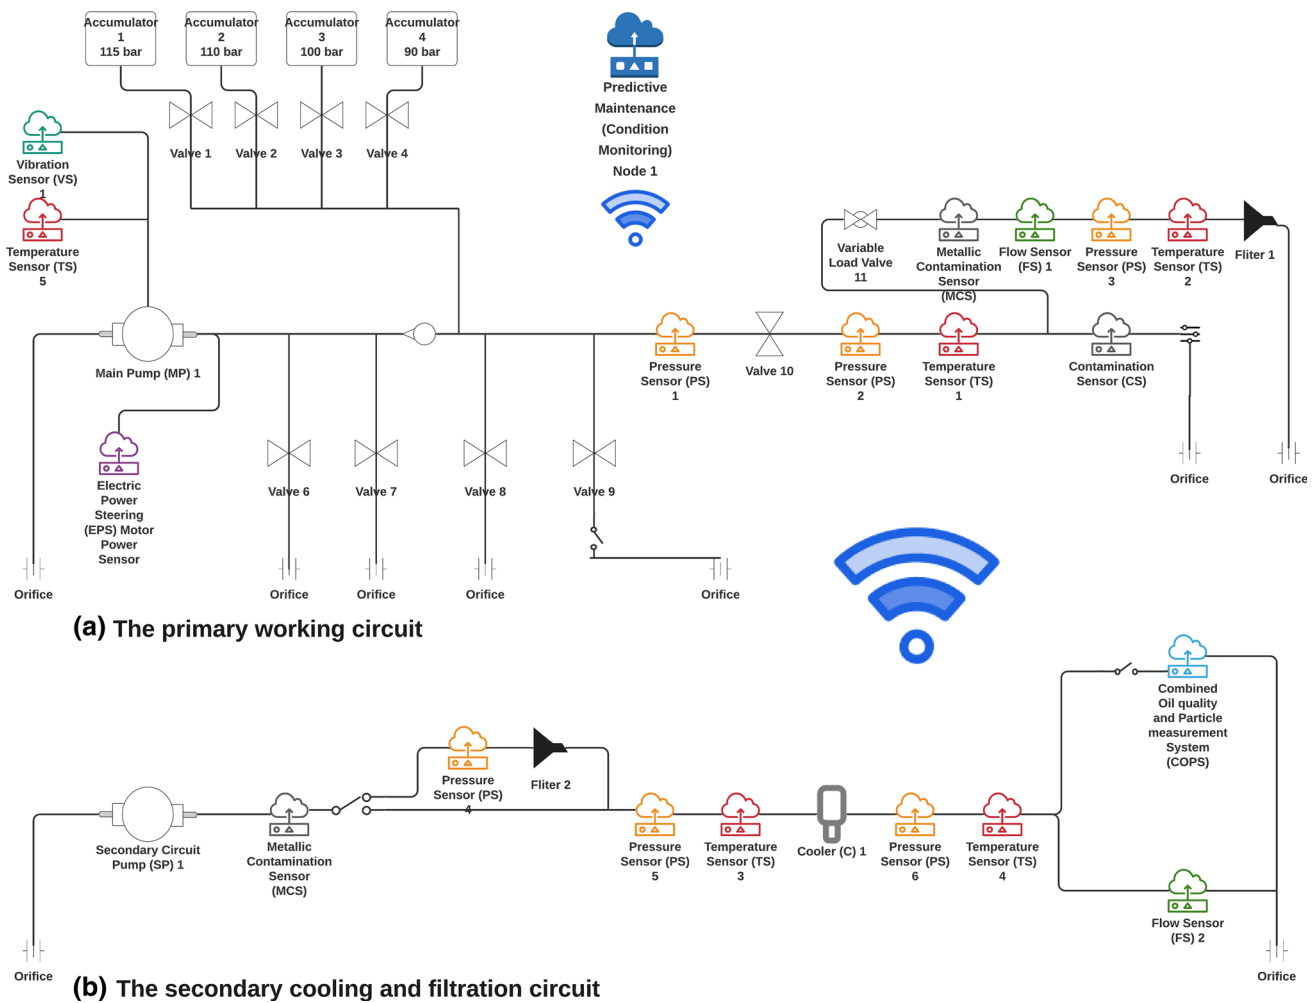 Accumulator
1
115 bar
Accumulator
2
110 bar
Accumulator
3
100 bar
Accumulator
4
90 bar
Predictive
Maintenance
(Condition
Monitoring)
Node 1
Valve 1
Valve 2
Valve 3
Valve 4
Vibration
Sensor (VS)
1
Temperature
Sensor (TS)
5
Variable
Load Valve
11
Metallic
Contamination
Sensor
(MCS)
Flow Sensor
(FS) 1
Pressure
Sensor (PS)
3
Temperature
Sensor (TS)
2
Fliter 1
Main Pump (MP) 1
Pressure
Sensor (PS)
1
Valve 10
Pressure
Sensor (PS)
2
Temperature
Sensor (TS)
1
Contamination
Sensor (CS)
Electric
Power
Steering
(EPS) Motor
Power
Sensor
Valve 6
Valve 7
Valve 8
Valve 9
Orifice
Orifice
Orifice
Orifice
Orifice
Orifice
Orifice
(a) The primary working circuit
Combined
Oil quality
and Particle
measurement
System
(COPS)
Pressure
Sensor (PS)
4
Fliter 2
Secondary Circuit
Pump (SP) 1
Metallic
Contamination
Sensor
(MCS)
Pressure
Sensor (PS)
5
Temperature
Sensor (TS)
3
Cooler (C) 1
Pressure
Sensor (PS)
6
Temperature
Sensor (TS)
4
Flow Sensor
(FS) 2
Orifice
Orifice
(b) The secondary cooling and filtration circuit